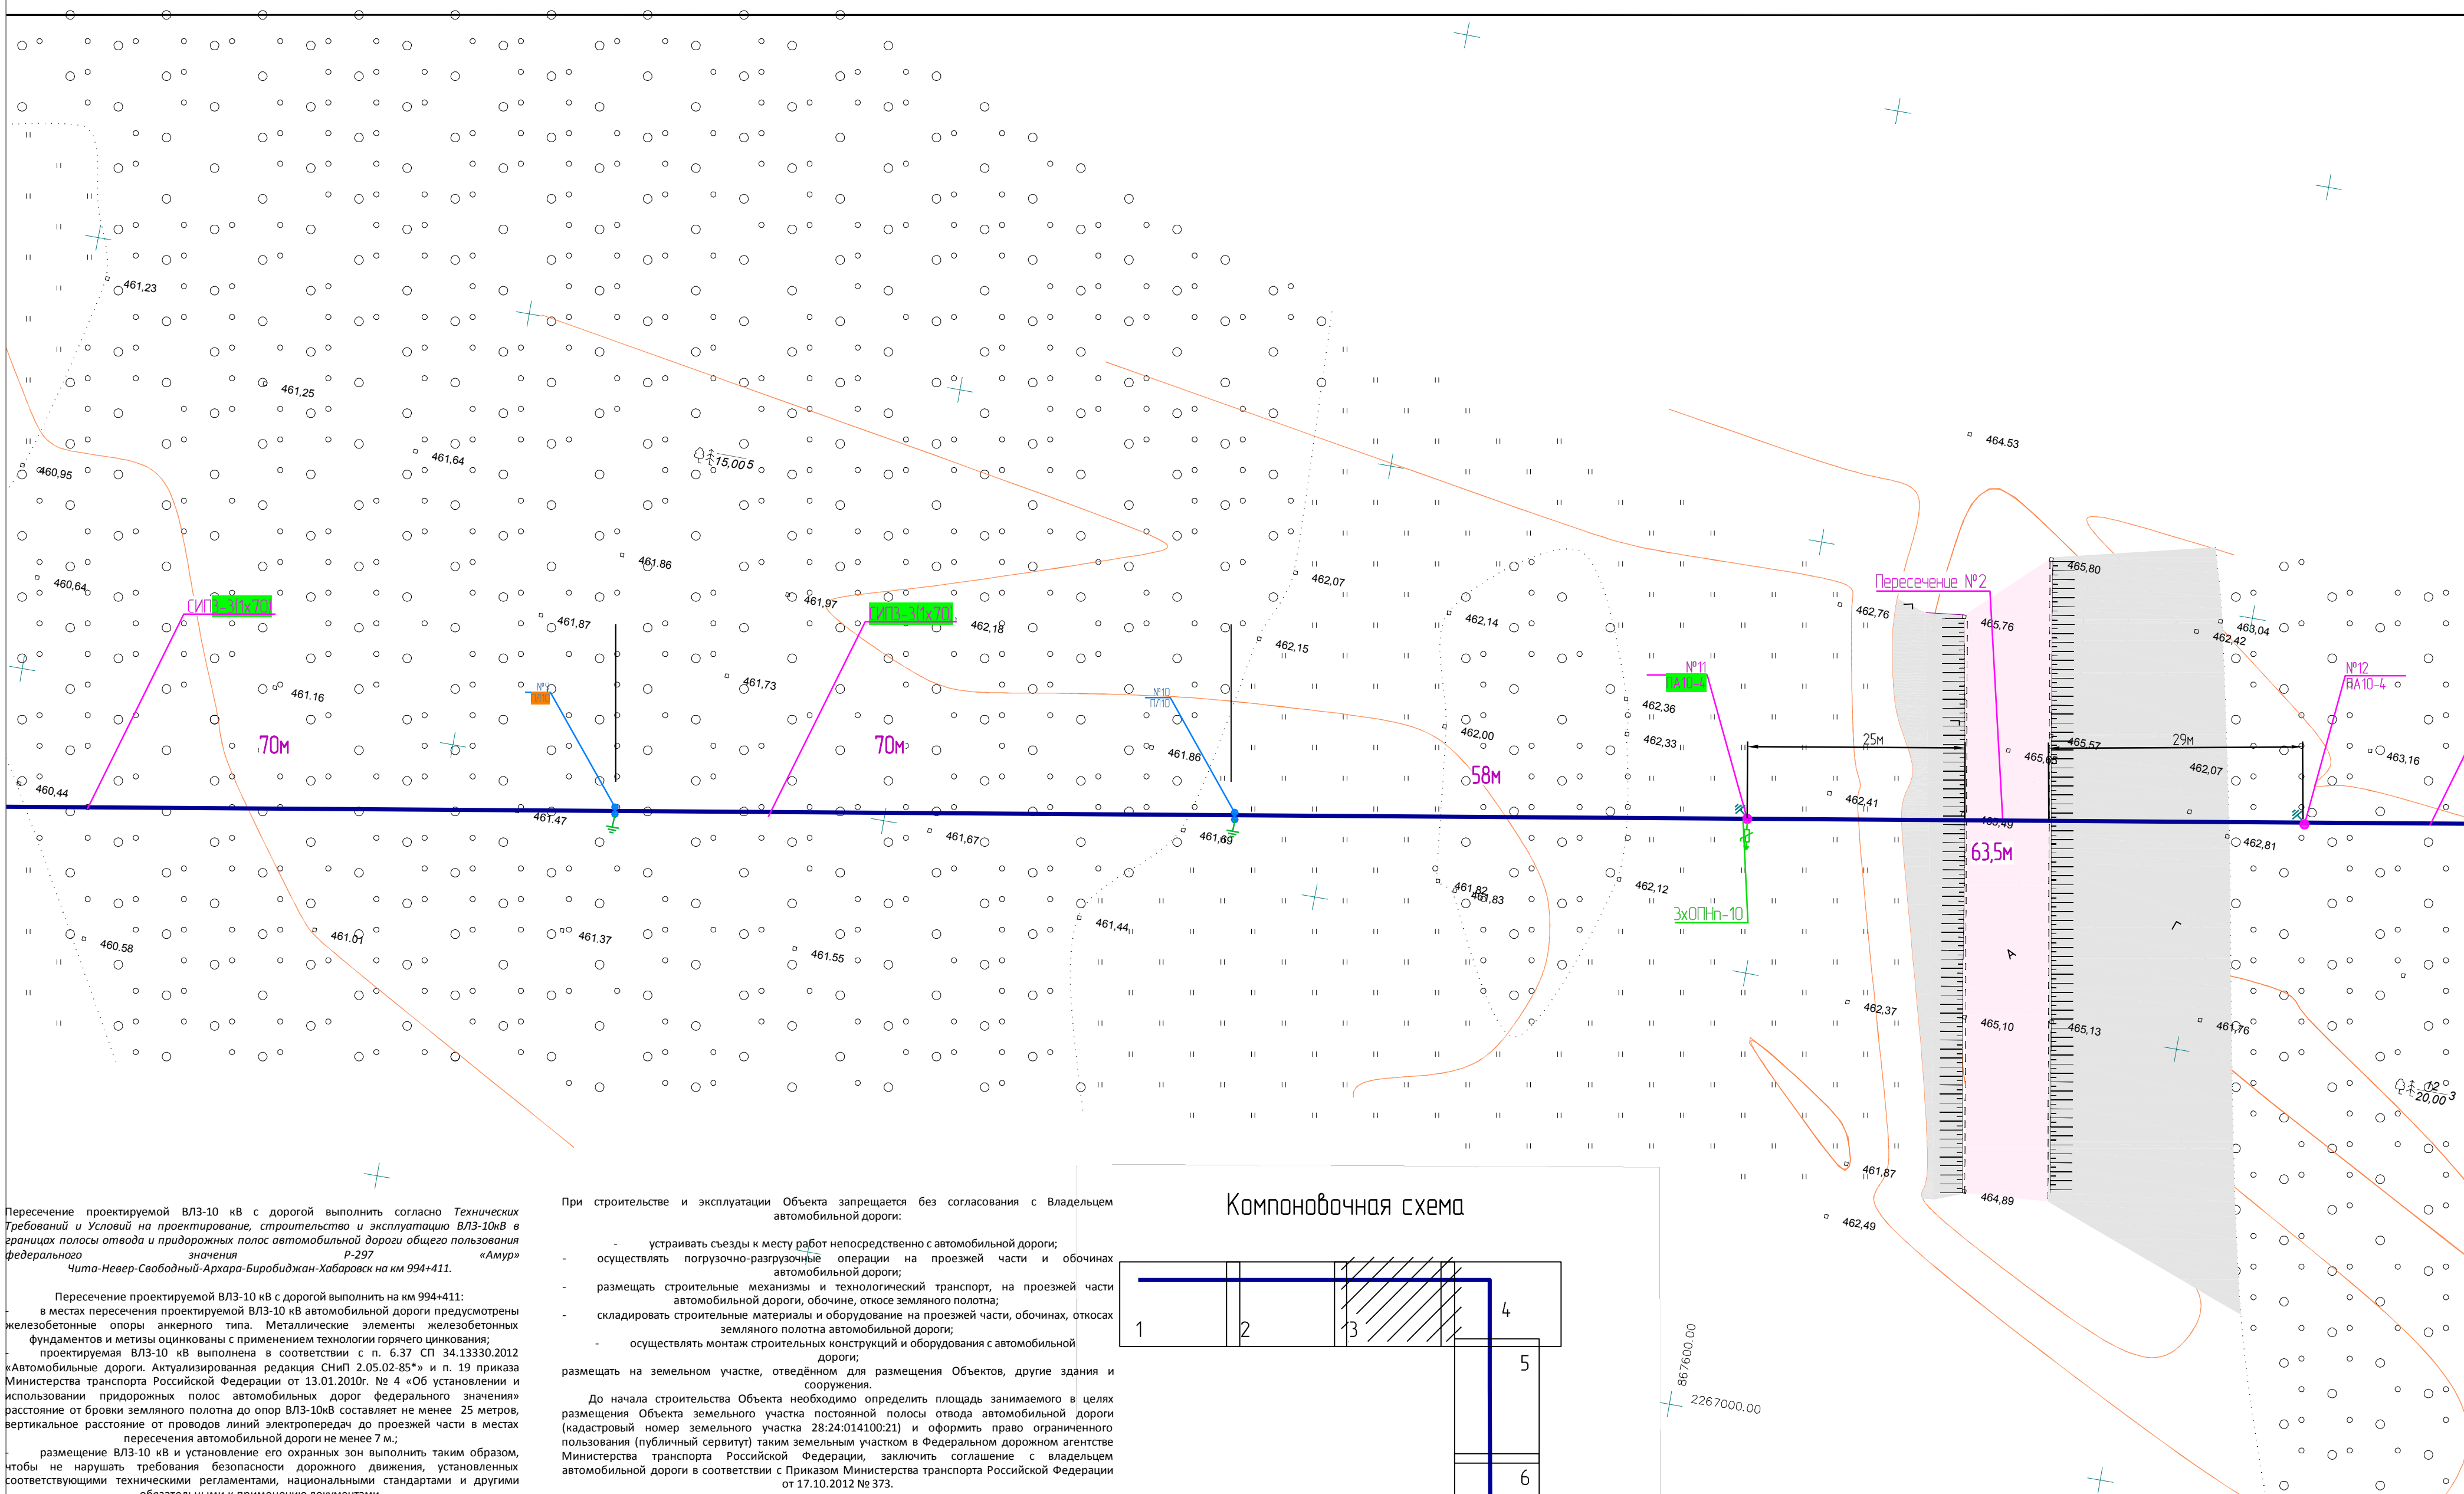 461,23
461,25
460,95
461,64
15,00 5
461.86
460,64
СИП3-3(1х70)
461,97
СИП3-3(1х70)
461,87
462,18
462,07
462,15
462,14
464.53
Пересечение №2
465,80
462,76
465,76
463,04
462,42
461.16
461,73
№9
№10
П/10
№11
ПА10-4
462,36
462,33
462,00
№12
ПА10-4
70м
70м
58м
461.86
25м
29м
465,57
465,65
462,07
463,16
460,44
461.47
461,67
461,69
462,41
465,49
462,81
63,5м
461,82
461,83
462,12
3хОПНп-10
460.58
461.01
461.37
461.55
461,44
Г
А
462,37
465,10
465,13
461,76
12
20,00 3
461,87
464,89
462,49
Пересечение проектируемой ВЛЗ-10 кВ с дорогой выполнить согласно Технических
Требований и Условий на проектирование, строительство и эксплуатацию ВЛЗ-10кВ в
границах полосы отвода и придорожных полос автомобильной дороги общего пользования
федерального значения Р-297 «Амур»
Чита-Невер-Свободный-Архара-Биробиджан-Хабаровск на км 994+411.
Пересечение проектируемой ВЛЗ-10 кВ с дорогой выполнить на км 994+411:
- в местах пересечения проектируемой ВЛЗ-10 кВ автомобильной дороги предусмотрены
железобетонные опоры анкерного типа. Металлические элементы железобетонных
фундаментов и метизы оцинкованы с применением технологии горячего цинкования;
- проектируемая ВЛЗ-10 кВ выполнена в соответствии с п. 6.37 СП 34.13330.2012
«Автомобильные дороги. Актуализированная редакция СНиП 2.05.02-85*» и п. 19 приказа
Министерства транспорта Российской Федерации от 13.01.2010г. № 4 «Об установлении и
использовании придорожных полос автомобильных дорог федерального значения»
расстояние от бровки земляного полотна до опор ВЛЗ-10кВ составляет не менее 25 метров,
вертикальное расстояние от проводов линий электропередач до проезжей части в местах
пересечения автомобильной дороги не менее 7 м.;
- размещение ВЛЗ-10 кВ и установление его охранных зон выполнить таким образом,
чтобы не нарушать требования безопасности дорожного движения, установленных
соответствующими техническими регламентами, национальными стандартами и другими
обязательными к применению документами
При строительстве и эксплуатации Объекта запрещается без согласования с Владельцем
автомобильной дороги:
- устраивать съезды к месту работ непосредственно с автомобильной дороги;
- осуществлять погрузочно-разгрузочные операции на проезжей части и обочинах
автомобильной дороги;
- размещать строительные механизмы и технологический транспорт, на проезжей части
автомобильной дороги, обочине, откосе земляного полотна;
- складировать строительные материалы и оборудование на проезжей части, обочинах, откосах
земляного полотна автомобильной дороги;
- осуществлять монтаж строительных конструкций и оборудования с автомобильной
дороги;
размещать на земельном участке, отведённом для размещения Объектов, другие здания и
сооружения.
До начала строительства Объекта необходимо определить площадь занимаемого в целях
размещения Объекта земельного участка постоянной полосы отвода автомобильной дороги
(кадастровый номер земельного участка 28:24:014100:21) и оформить право ограниченного
пользования (публичный сервитут) таким земельным участком в Федеральном дорожном агентстве
Министерства транспорта Российской Федерации, заключить соглашение с владельцем
автомобильной дороги в соответствии с Приказом Министерства транспорта Российской Федерации
от 17.10.2012 № 373.
Компоновочная схема
1
2
3
4
5
6
867600.00
2267000.00